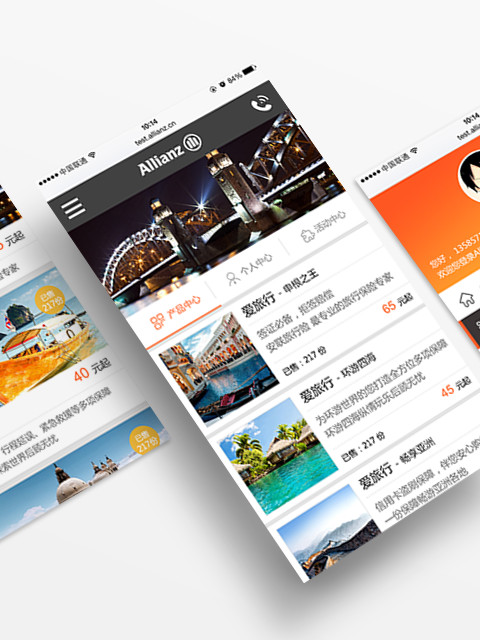 中国联通
10:14
84%
test.allianz.cn
Allianz
产品中心
个人中心
活动中心
爱旅行 - 申根之王
签证必备，拒签赔偿
安联旅行险 最专业的旅行保险专家
已售：217 份
65 元起
爱旅行 - 环游四海
为环游世界的您打造全方位多项保障
环游四海纵情玩乐后顾无忧
已售：217 份
45 元起
爱旅行 - 畅享亚洲
信用卡盗刷保障，伴您安心
一份保障畅游亚洲各地
元起
专家
已售
217份
40 元起
行程延误、紧急救援等多项保障
索世界后顾无忧
已售
217份
中国联通
10:14
test.all
您好，13585
欢迎您登录A